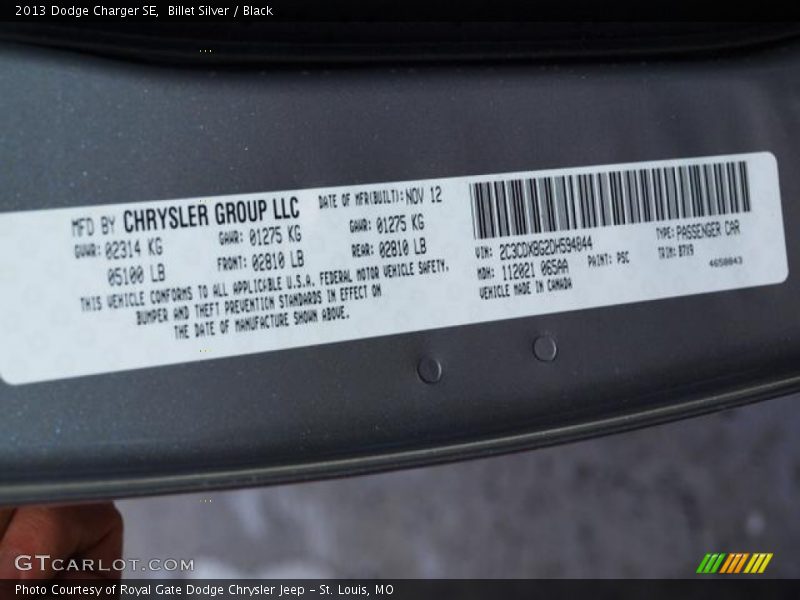 2013 Dodge Charger SE, Billet Silver / Black
MFD BY CHRYSLER GROUP LLC
DATE OF MFR(BUILT): NOV 12
GVWR: 02314 KG
GAWR: 01275 KG
GAWR: 01275 KG
05100 LB
FRONT: 02810 LB
REAR: 02810 LB
THIS VEHICLE CONFORMS TO ALL APPLICABLE U.S.A. FEDERAL MOTOR VEHICLE SAFETY,
BUMPER AND THEFT PREVENTION STANDARDS IN EFFECT ON
THE DATE OF MANUFACTURE SHOWN ABOVE.
VIN: 2C3CDXBG2DH594844
TYPE: PASSENGER CAR
MDH: 112021 065AA
PAINT: PSC
TRIM: B7V9
VEHICLE MADE IN CANADA
4650843
GTCARLOT.COM
Photo Courtesy of Royal Gate Dodge Chrysler Jeep – St. Louis, MO